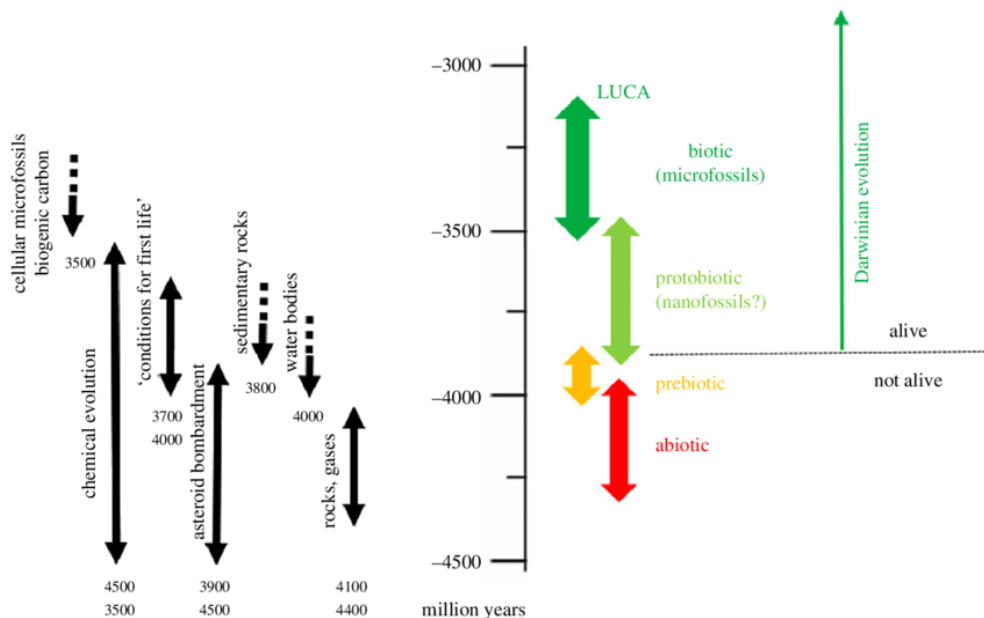 cellular microfossils
biogenic carbon
3500
chemical evolution
4500
3500
'conditions for first life'
3700
4000
asteroid bombardment
3900
4500
sedimentary rocks
3800
water bodies
4000
rocks, gases
4100
4400
million years
–3000
–3500
–4000
–4500
LUCA
biotic
(microfossils)
protobiotic
(nanofossils?)
prebiotic
abiotic
Darwinian evolution
alive
not alive